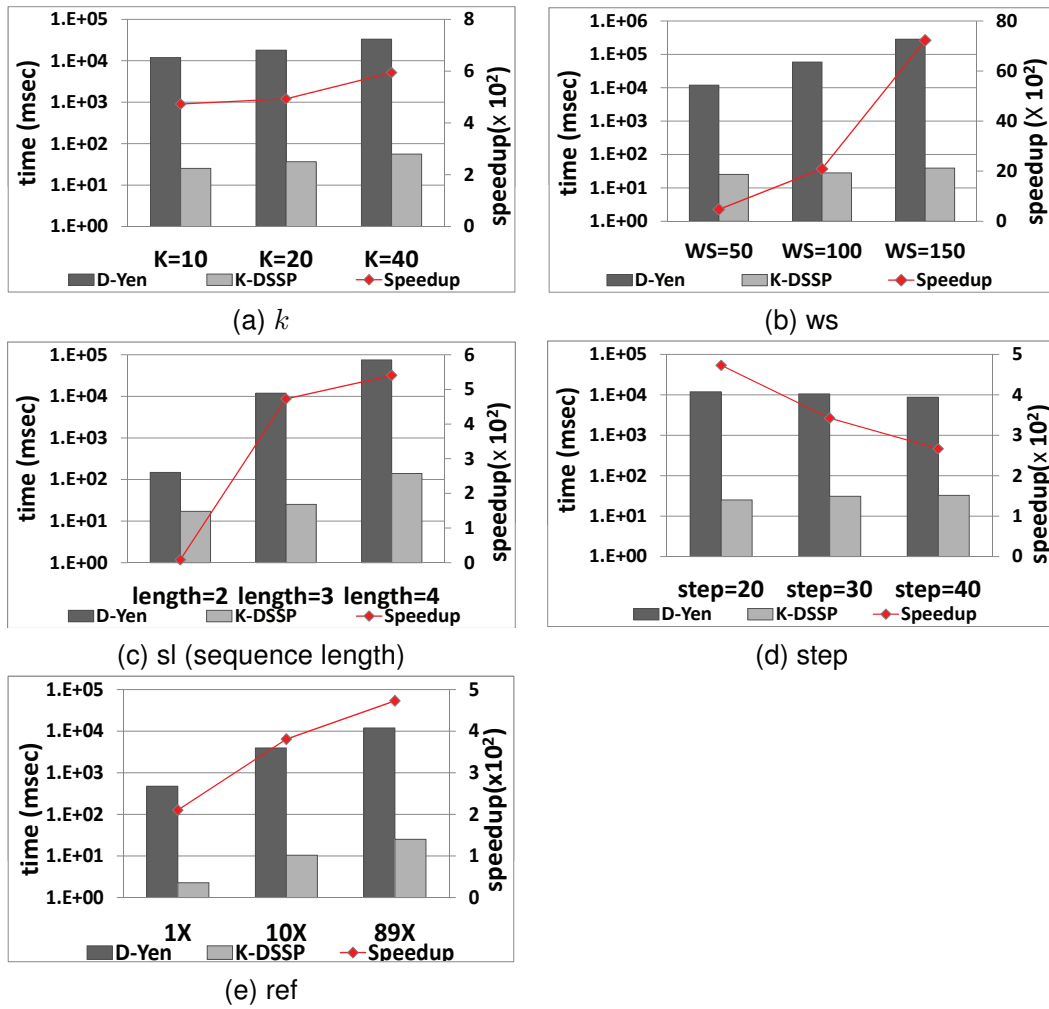 1.E+05
1.E+04
1.E+03
1.E+02
1.E+01
1.E+00
time (msec)
8
6
4
2
0
speedup(× 10²)
K=10 K=20 K=40
D-Yen K-DSSP Speedup
(a) k
1.E+06
1.E+05
1.E+04
1.E+03
1.E+02
1.E+01
1.E+00
time (msec)
80
60
40
20
0
speedup (X 10²)
WS=50 WS=100 WS=150
D-Yen K-DSSP Speedup
(b) ws
1.E+05
1.E+04
1.E+03
1.E+02
1.E+01
1.E+00
time (msec)
6
5
4
3
2
1
0
speedup(× 10²)
length=2 length=3 length=4
D-Yen K-DSSP Speedup
(c) sl (sequence length)
1.E+05
1.E+04
1.E+03
1.E+02
1.E+01
1.E+00
time (msec)
5
4
3
2
1
0
speedup(× 10²)
step=20 step=30 step=40
D-Yen K-DSSP Speedup
(d) step
1.E+05
1.E+04
1.E+03
1.E+02
1.E+01
1.E+00
time (msec)
5
4
3
2
1
0
speedup(x10²)
1X 10X 89X
D-Yen K-DSSP Speedup
(e) ref